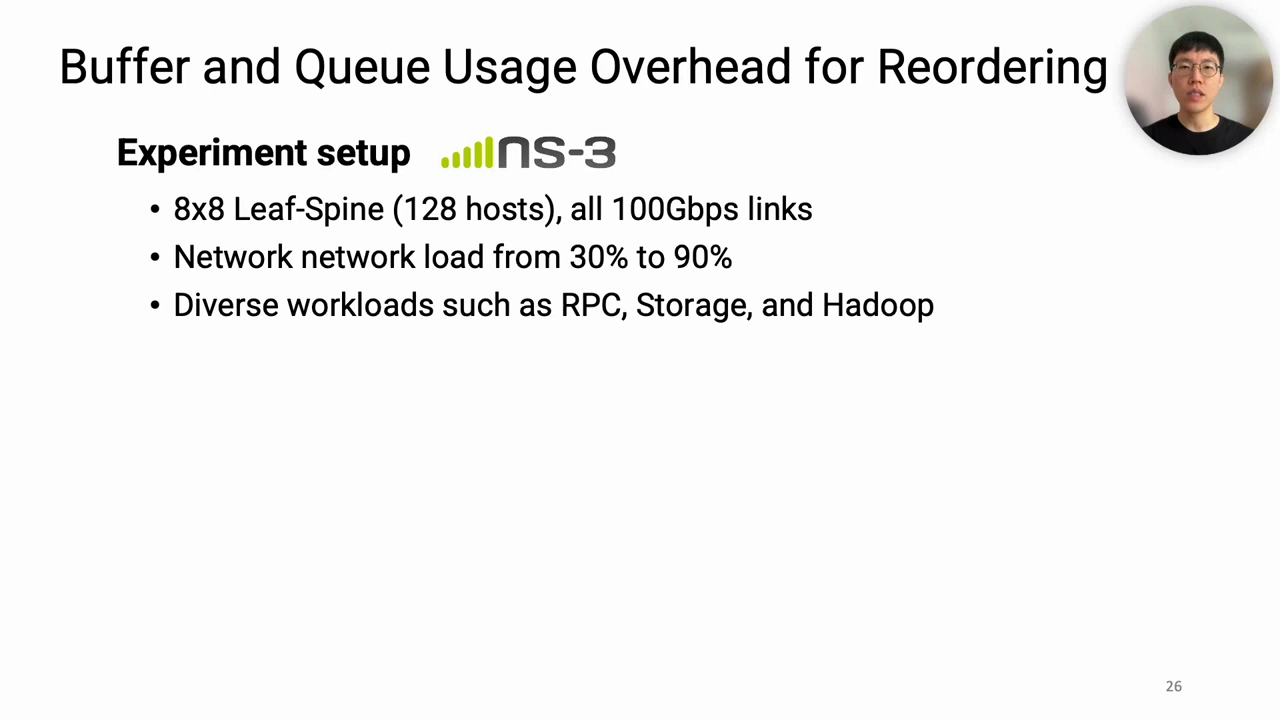 Buffer and Queue Usage Overhead for Reordering
Experiment setup ns-3
• 8x8 Leaf-Spine (128 hosts), all 100Gbps links
• Network network load from 30% to 90%
• Diverse workloads such as RPC, Storage, and Hadoop
26